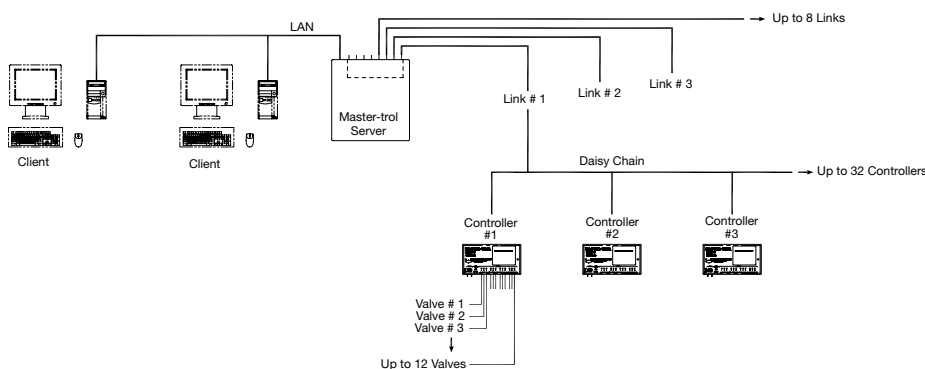 LAN
Up to 8 Links
Link # 1
Link # 2
Link # 3
Master-trol
Server
Client
Client
Daisy Chain
Up to 32 Controllers
Controller
#1
Controller
#2
Controller
#3
Valve # 1
Valve # 2
Valve # 3
Up to 12 Valves